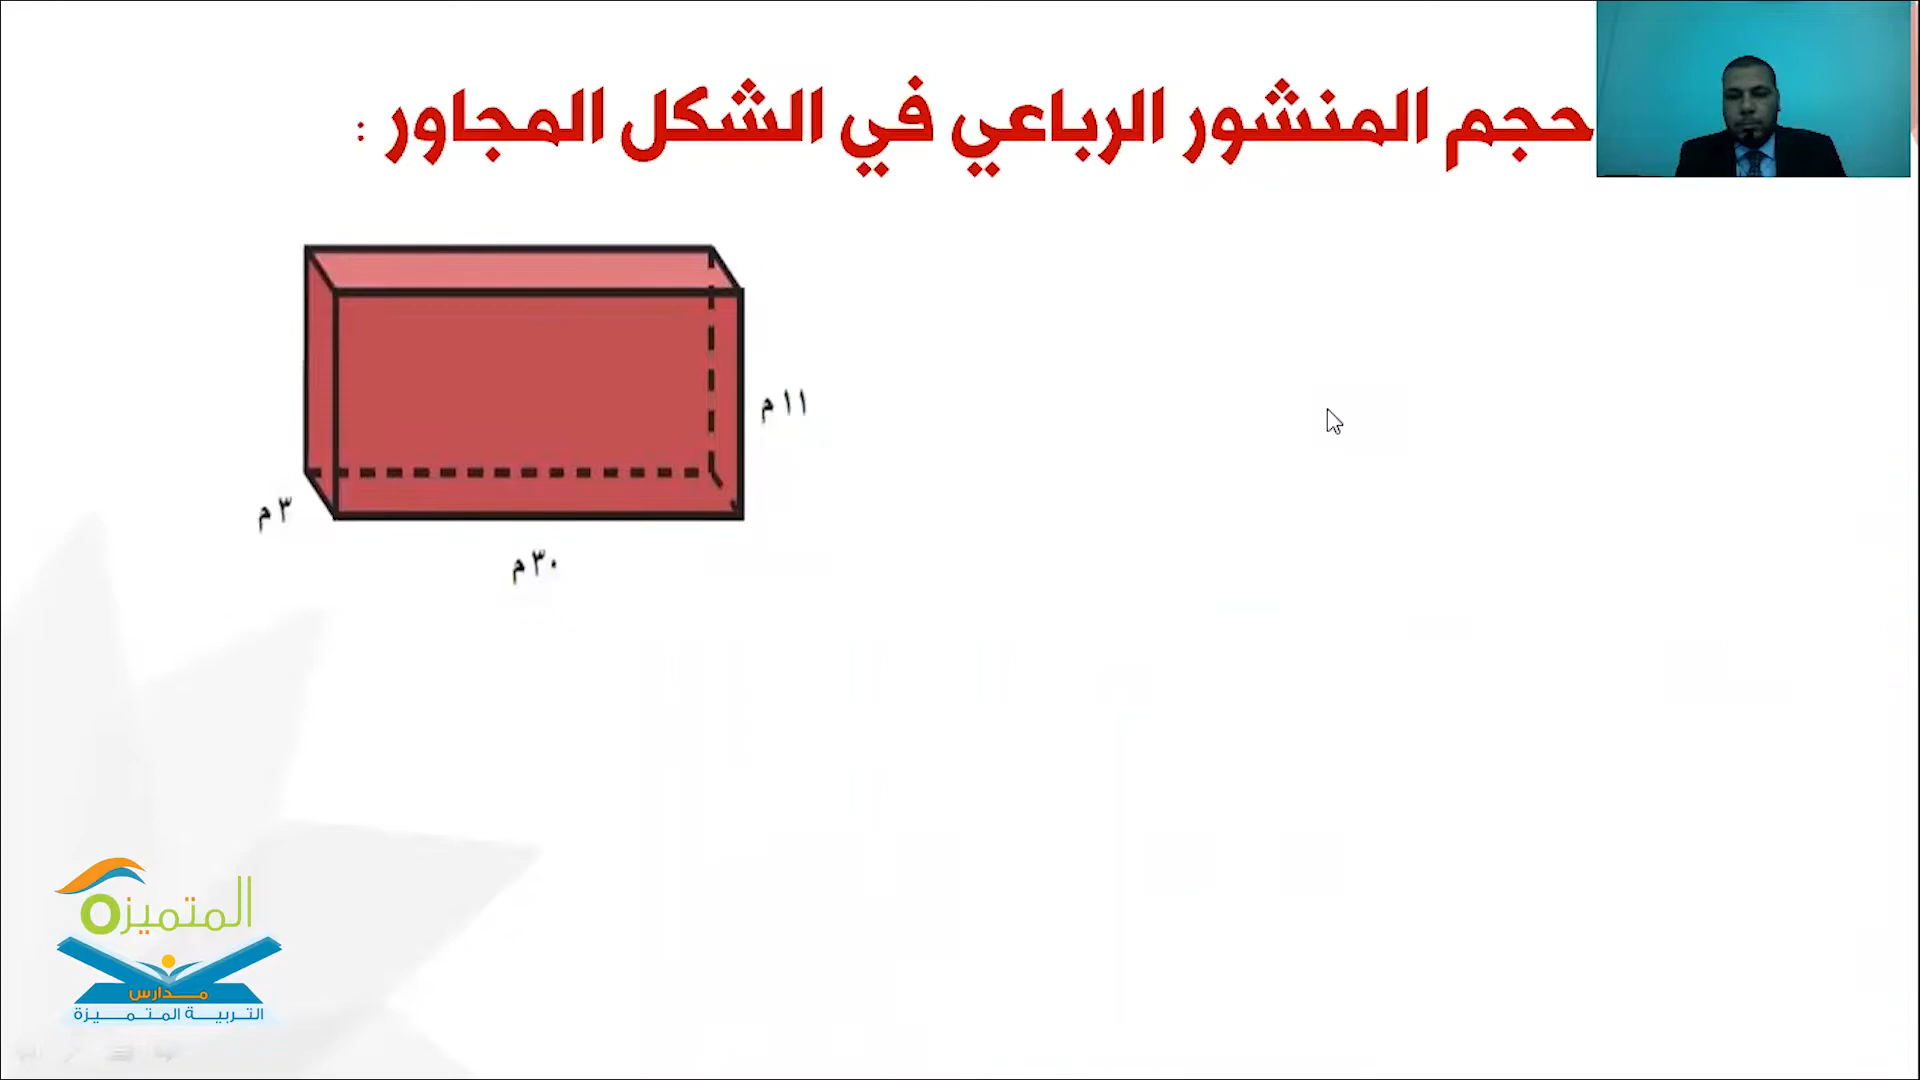 حجم المنشور الرباعي في الشكل المجاور :
١١ م
٣ م
٣٠ م
المتميزة
مدارس
التربية المتميزة